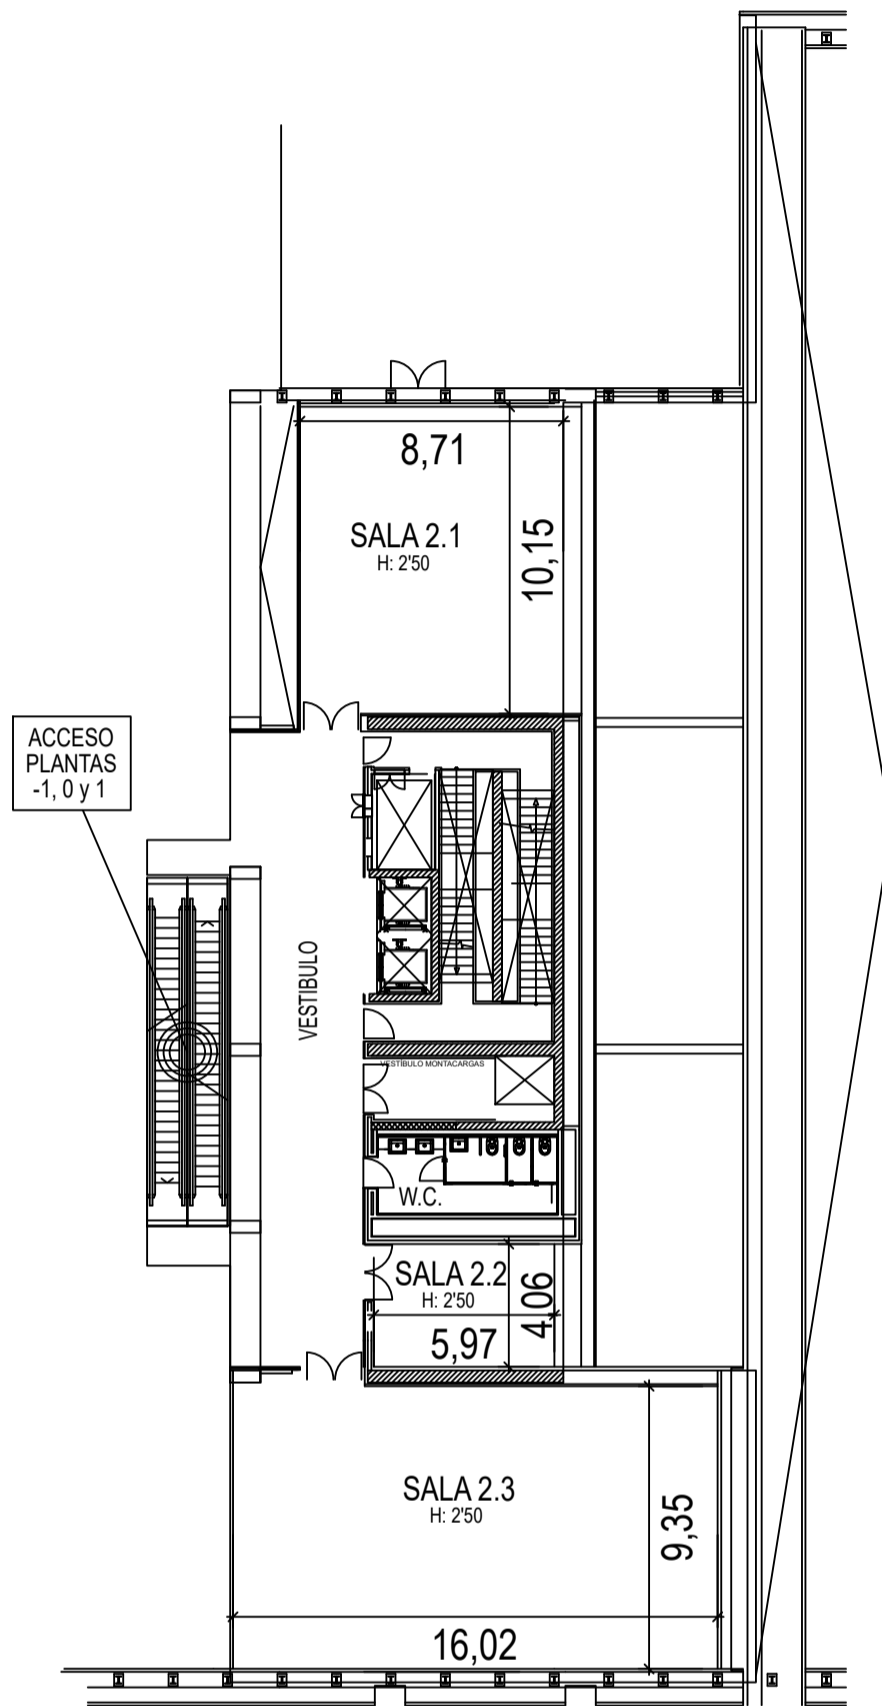 8,71
SALA 2.1
H: 2'50
10,15
ACCESO
PLANTAS
-1, 0 y 1
VESTIBULO
VESTÍBULO MONTACARGAS
W.C.
SALA 2.2
H: 2'50
4,06
5,97
SALA 2.3
H: 2'50
9,35
16,02